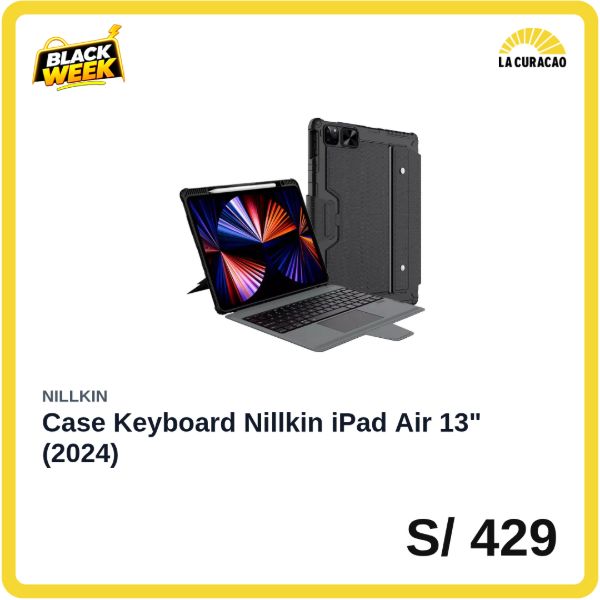 BLACK
WEEK
LA CURACAO
NILLKIN
Case Keyboard Nillkin iPad Air 13"
(2024)
S/ 429